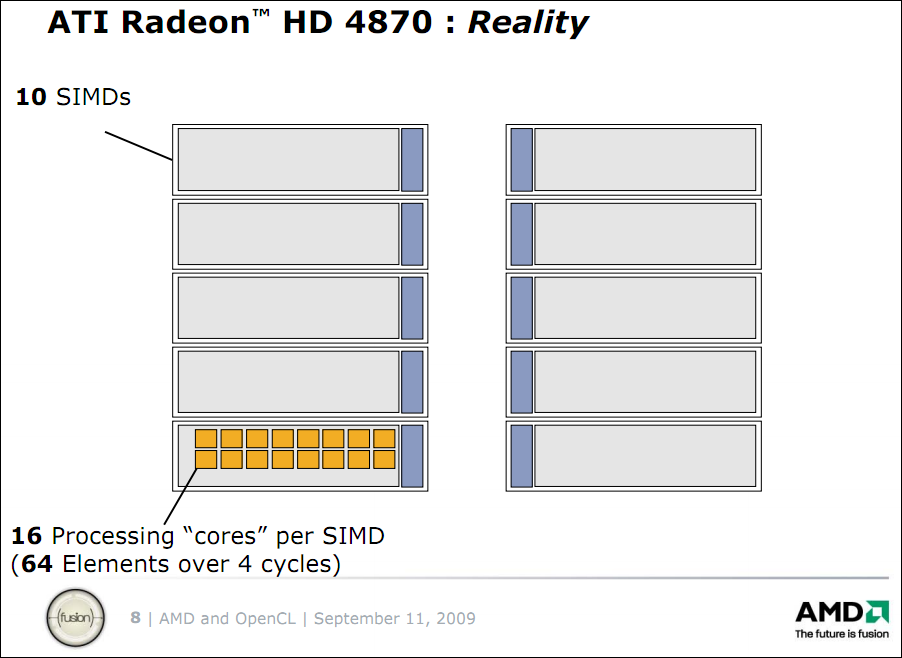 ATI Radeon™ HD 4870 : Reality
10 SIMDs
16 Processing “cores” per SIMD
(64 Elements over 4 cycles)
fusion
8 | AMD and OpenCL | September 11, 2009
AMD
The future is fusion